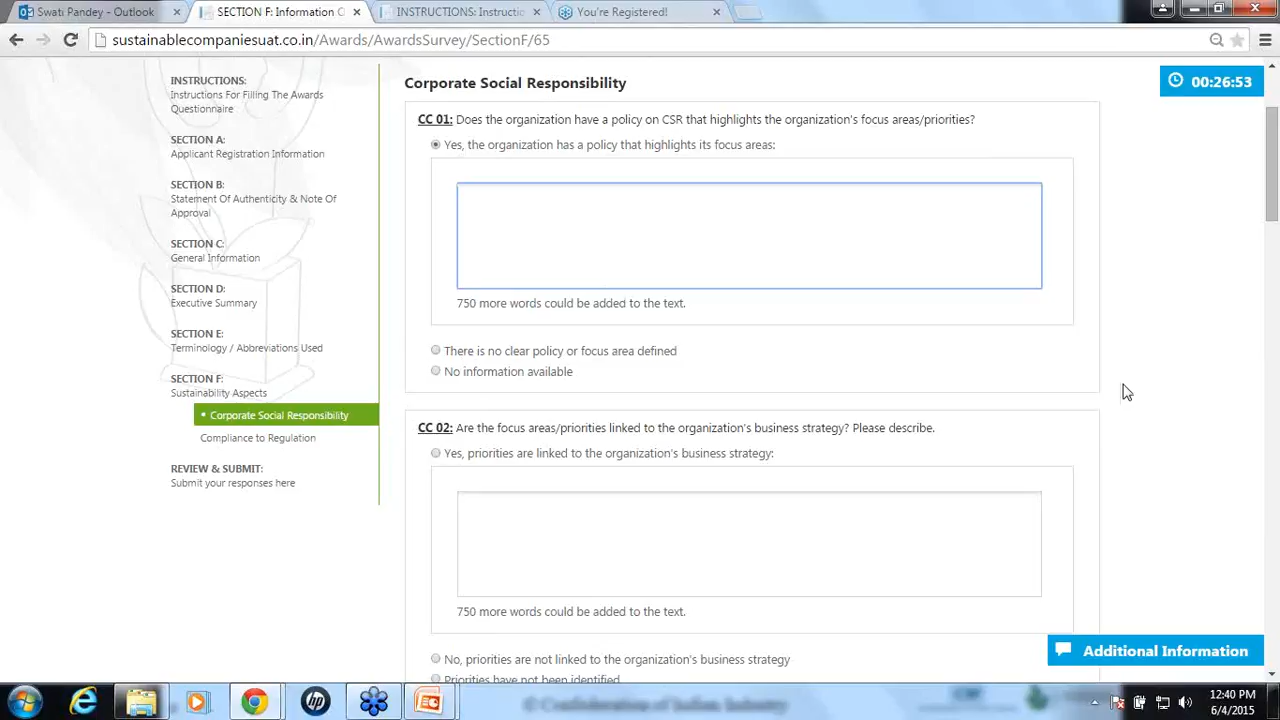 Swati Pandey - Outlook
SECTION F: Information C
INSTRUCTIONS: Instructio
You're Registered!
sustainablecompaniesuat.co.in/Awards/AwardsSurvey/SectionF/65
INSTRUCTIONS:
Instructions For Filling The Awards
Questionnaire
SECTION A:
Applicant Registration Information
SECTION B:
Statement Of Authenticity & Note Of
Approval
SECTION C:
General Information
SECTION D:
Executive Summary
SECTION E:
Terminology / Abbreviations Used
SECTION F:
Sustainability Aspects
Corporate Social Responsibility
Compliance to Regulation
REVIEW & SUBMIT:
Submit your responses here
Corporate Social Responsibility
00:26:53
CC 01: Does the organization have a policy on CSR that highlights the organization's focus areas/priorities?
Yes, the organization has a policy that highlights its focus areas:
750 more words could be added to the text.
There is no clear policy or focus area defined
No information available
CC 02: Are the focus areas/priorities linked to the organization's business strategy? Please describe.
Yes, priorities are linked to the organization's business strategy:
750 more words could be added to the text.
No, priorities are not linked to the organization's business strategy
Priorities have not been identified
Additional Information
12:40 PM
6/4/2015